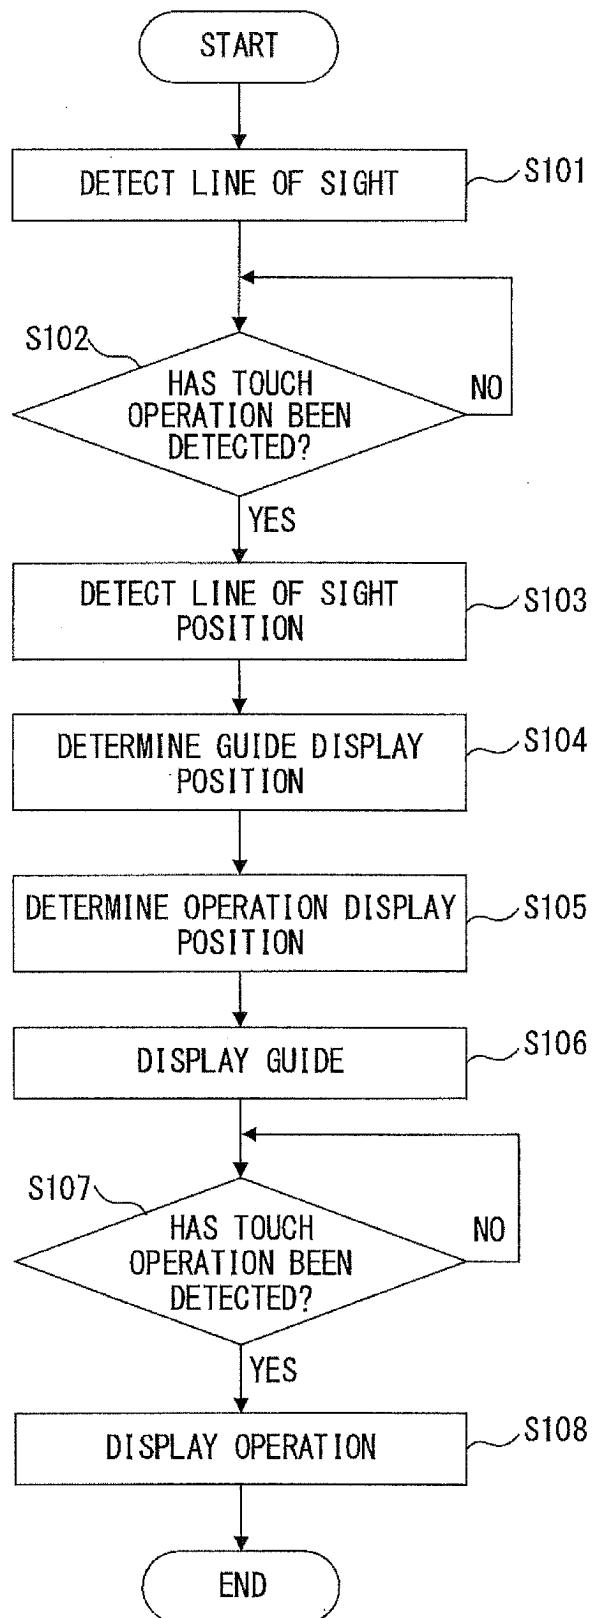 START
DETECT LINE OF SIGHT
S101
S102
HAS TOUCH
OPERATION BEEN
DETECTED?
NO
YES
DETECT LINE OF SIGHT
POSITION
S103
DETERMINE GUIDE DISPLAY
POSITION
S104
DETERMINE OPERATION DISPLAY
POSITION
S105
DISPLAY GUIDE
S106
S107
HAS TOUCH
OPERATION BEEN
DETECTED?
NO
YES
DISPLAY OPERATION
S108
END